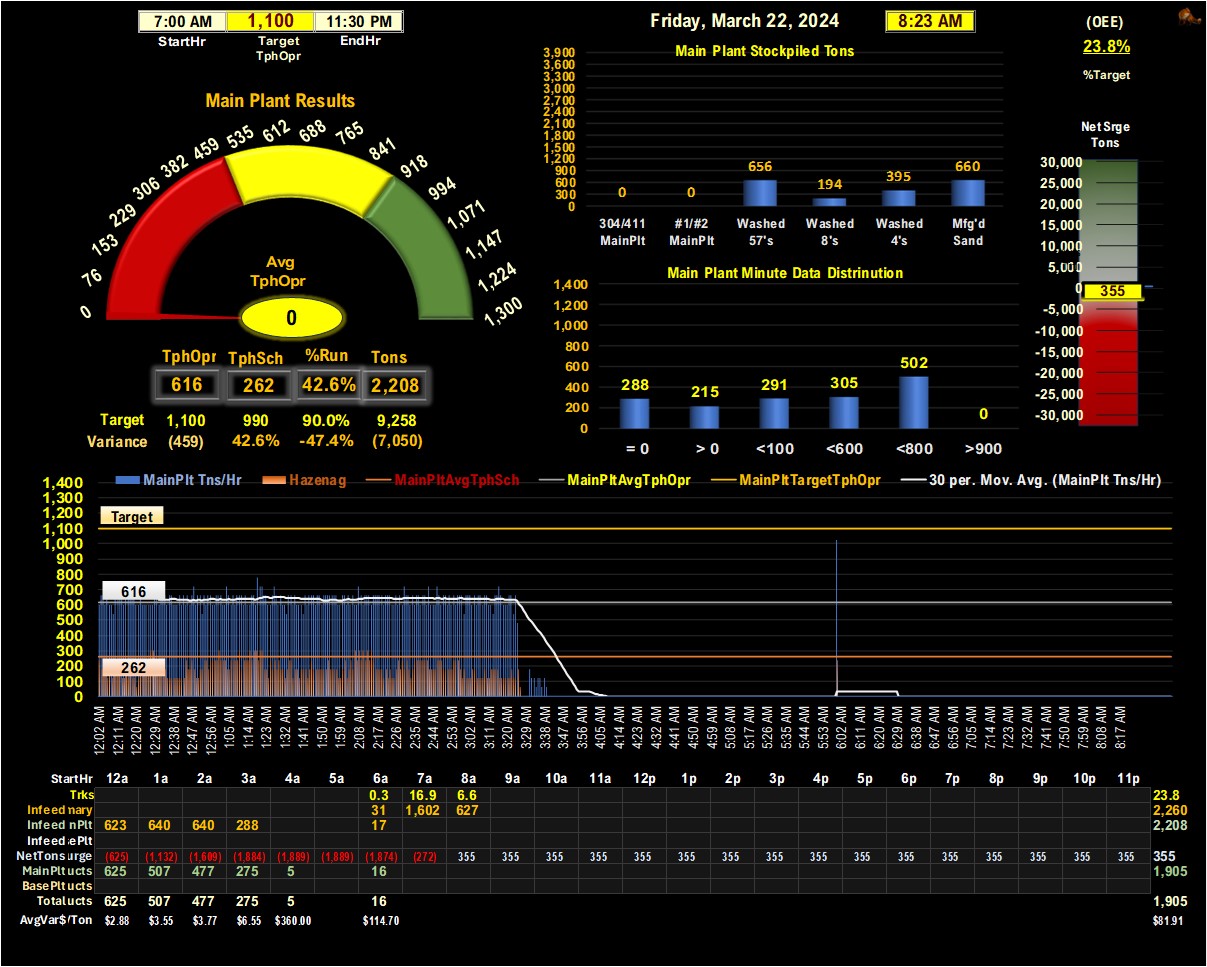 7:00 AM 1,100 11:30 PM
StartHr Target TphOpr EndHr
Friday, March 22, 2024 8:23 AM
(OEE)
23.8%
%Target
Main Plant Results
0 76 153 229 306 382 459 535 612 688 765 841 918 994 1,071 1,147 1,224 1,300
Avg
TphOpr
0
TphOpr TphSch %Run Tons
616 262 42.6% 2,208
Target 1,100 990 90.0% 9,258
Variance (459) 42.6% -47.4% (7,050)
Main Plant Stockpiled Tons
3,900
3,600
3,300
3,000
2,700
2,400
2,100
1,800
1,500
1,200
900
600
300
0
0 0 656 194 395 660
304/411 #1/#2 Washed Washed Washed Mfg'd
MainPlt MainPlt 57's 8's 4's Sand
Main Plant Minute Data Distrinution
1,400
1,200
1,000
800
600
400
200
0
288 215 291 305 502 0
= 0 > 0 <100 <600 <800 >900
Net Srge
Tons
30,000
25,000
20,000
15,000
10,000
5,000
0
355
-5,000
-10,000
-15,000
-20,000
-25,000
-30,000
MainPlt Tns/Hr Hazenag MainPltAvgTphSch MainPltAvgTphOpr MainPltTargetTphOpr 30 per. Mov. Avg. (MainPlt Tns/Hr)
1,400
1,300
1,200
1,100
1,000
900
800
700
600
500
400
300
200
100
0
Target
616
262
12:02 AM 12:11 AM 12:20 AM 12:29 AM 12:38 AM 12:47 AM 12:56 AM 1:05 AM 1:14 AM 1:23 AM 1:32 AM 1:41 AM 1:50 AM 1:59 AM 2:08 AM 2:17 AM 2:26 AM 2:35 AM 2:44 AM 2:53 AM 3:02 AM 3:11 AM 3:20 AM 3:29 AM 3:38 AM 3:47 AM 3:56 AM 4:05 AM 4:14 AM 4:23 AM 4:32 AM 4:41 AM 4:50 AM 4:59 AM 5:08 AM 5:17 AM 5:26 AM 5:35 AM 5:44 AM 5:53 AM 6:02 AM 6:11 AM 6:20 AM 6:29 AM 6:38 AM 6:47 AM 6:56 AM 7:05 AM 7:14 AM 7:23 AM 7:32 AM 7:41 AM 7:50 AM 7:59 AM 8:08 AM 8:17 AM
StartHr 12a 1a 2a 3a 4a 5a 6a 7a 8a 9a 10a 11a 12p 1p 2p 3p 4p 5p 6p 7p 8p 9p 10p 11p
Trks 0.3 16.9 6.6 23.8
Infeed nary 31 1,602 627 2,260
Infeed nPlt 623 640 640 288 17 2,208
Infeed ePlt
NetTons urge (625) (1,132) (1,609) (1,884) (1,889) (1,889) (1,874) (272) 355 355 355 355 355 355 355 355 355 355 355 355 355 355 355 355 355
MainPlt ucts 625 507 477 275 5 16 1,905
BasePlt ucts
Total ucts 625 507 477 275 5 16 1,905
AvgVar$/Ton $2.88 $3.55 $3.77 $6.55 $360.00 $114.70 $81.91